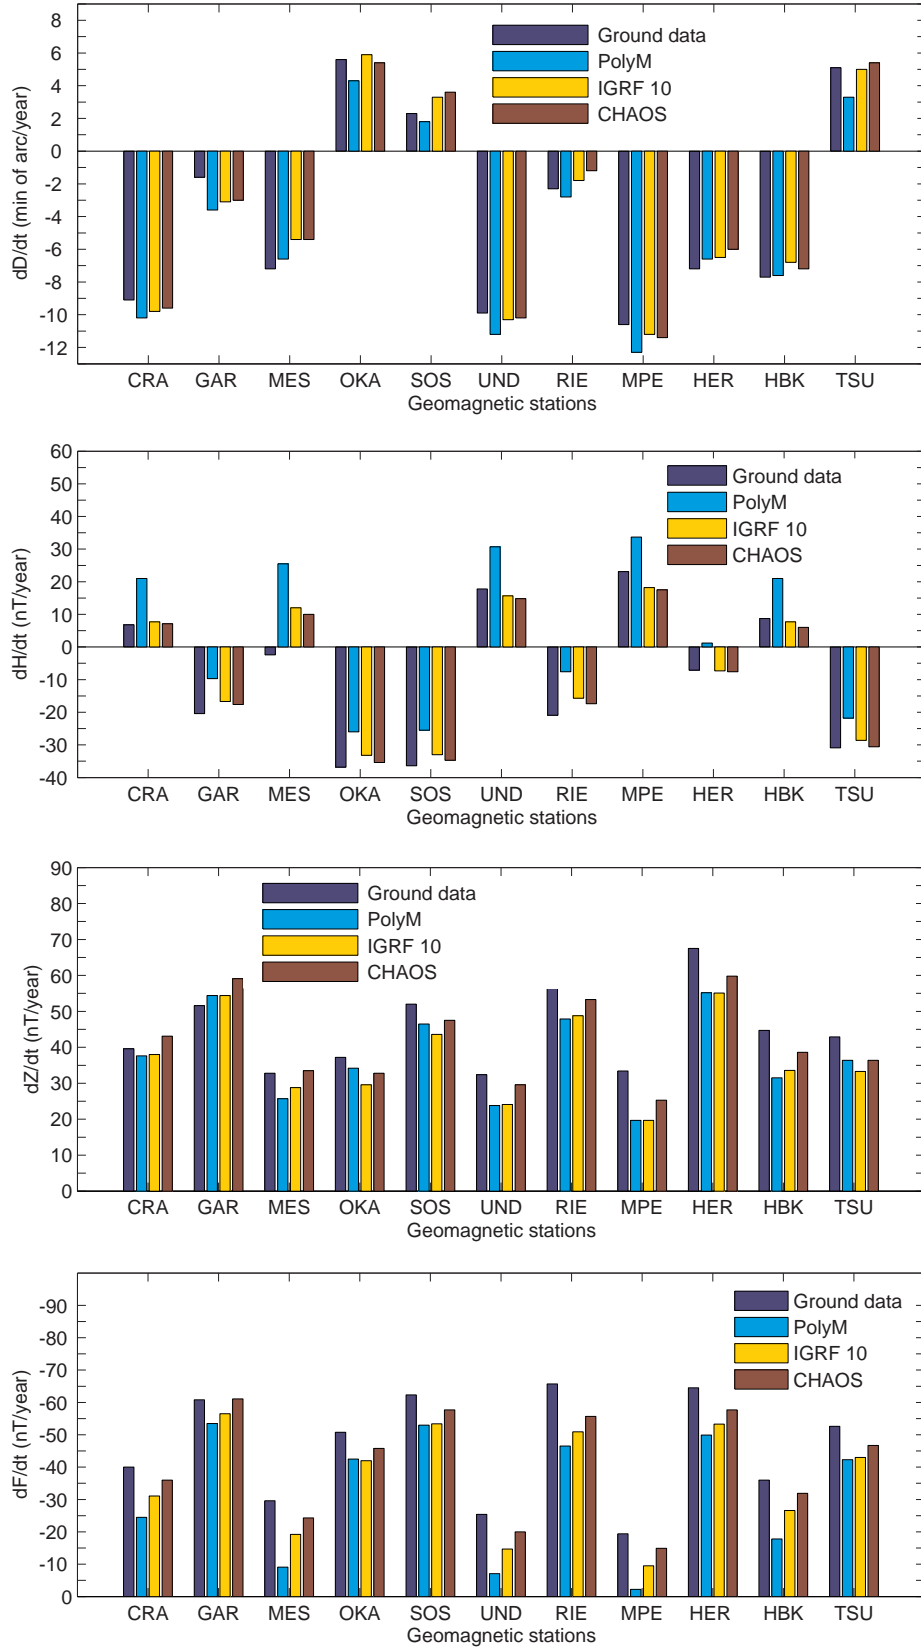 8
6
4
2
0
-2
-4
-6
-8
-10
-12
dD/dt (min of arc/year)
Ground data
PolyM
IGRF 10
CHAOS
CRA GAR MES OKA SOS UND RIE MPE HER HBK TSU
Geomagnetic stations
60
50
40
30
20
10
0
-10
-20
-30
-40
dH/dt (nT/year)
Ground data
PolyM
IGRF 10
CHAOS
CRA GAR MES OKA SOS UND RIE MPE HER HBK TSU
Geomagnetic stations
90
80
70
60
50
40
30
20
10
0
dZ/dt (nT/year)
Ground data
PolyM
IGRF 10
CHAOS
CRA GAR MES OKA SOS UND RIE MPE HER HBK TSU
Geomagnetic stations
-90
-80
-70
-60
-50
-40
-30
-20
-10
0
dF/dt (nT/year)
Ground data
PolyM
IGRF 10
CHAOS
CRA GAR MES OKA SOS UND RIE MPE HER HBK TSU
Geomagnetic stations